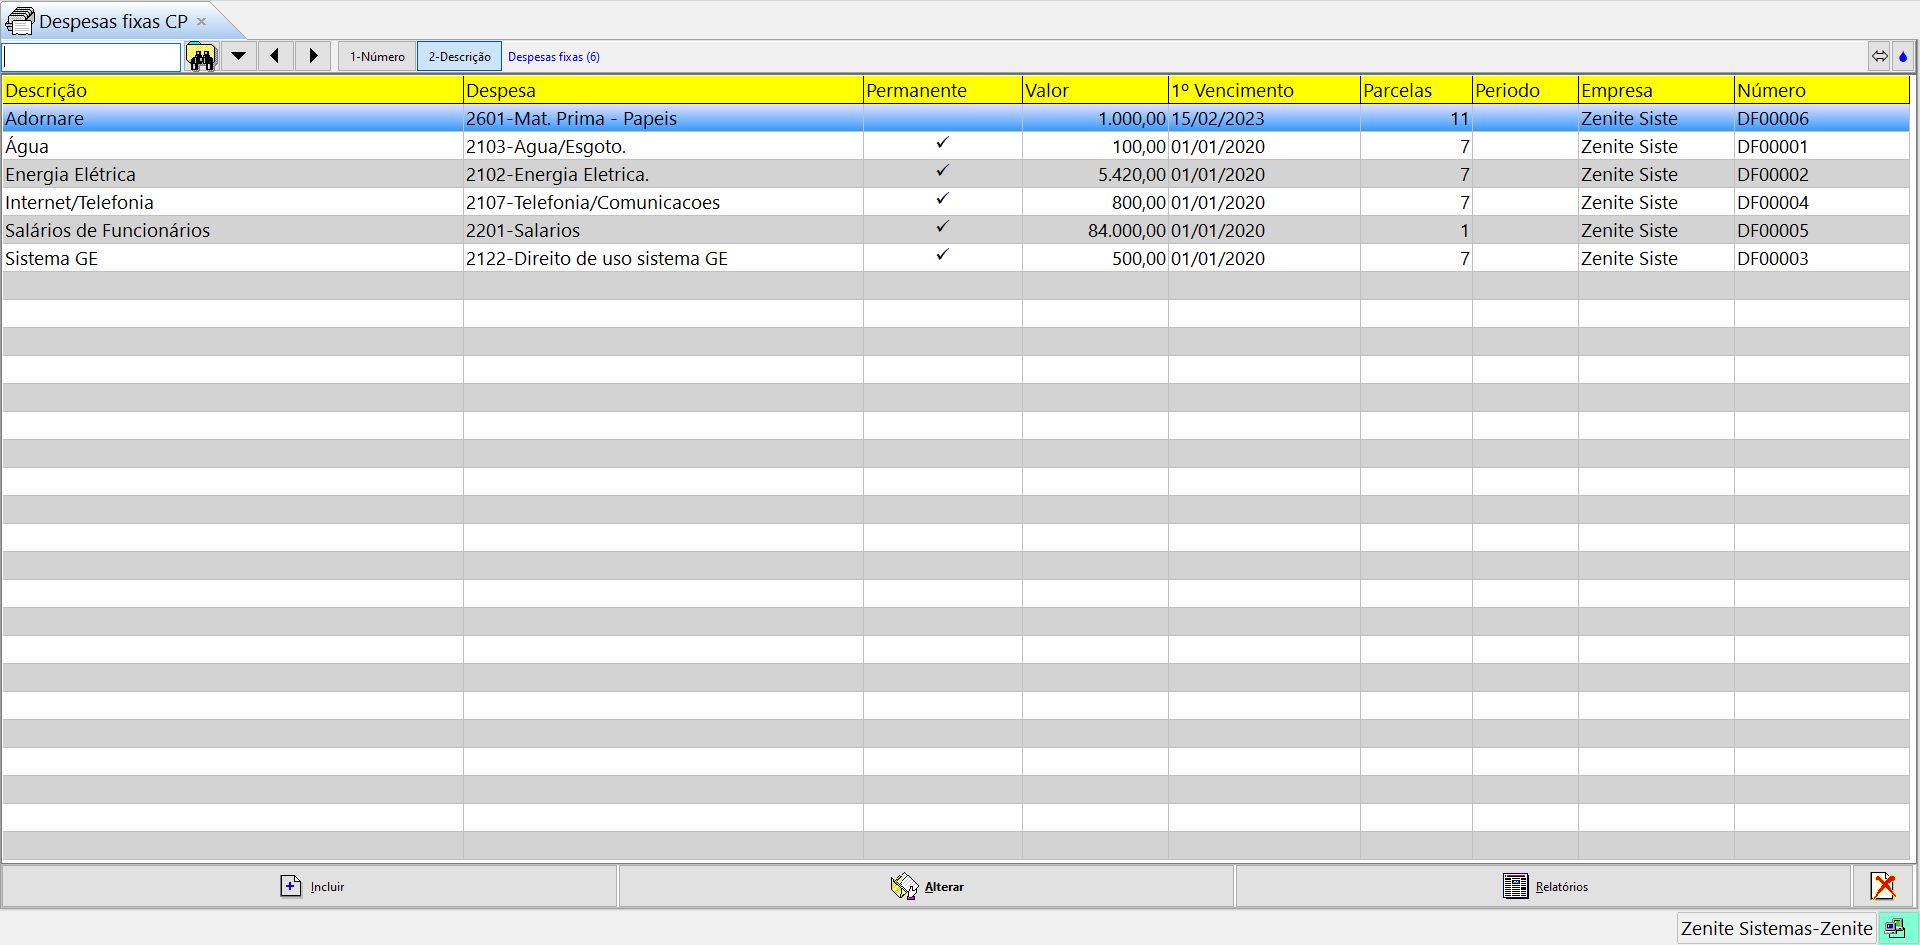 Despesas fixas CP
1-Número 2-Descrição Despesas fixas (6)
Descrição Despesa Permanente Valor 1º Vencimento Parcelas Periodo Empresa Número
Adornare 2601-Mat. Prima - Papeis 1.000,00 15/02/2023 11 Zenite Siste DF00006
Água 2103-Agua/Esgoto. ✓ 100,00 01/01/2020 7 Zenite Siste DF00001
Energia Elétrica 2102-Energia Eletrica. ✓ 5.420,00 01/01/2020 7 Zenite Siste DF00002
Internet/Telefonia 2107-Telefonia/Comunicacoes ✓ 800,00 01/01/2020 7 Zenite Siste DF00004
Salários de Funcionários 2201-Salarios ✓ 84.000,00 01/01/2020 1 Zenite Siste DF00005
Sistema GE 2122-Direito de uso sistema GE ✓ 500,00 01/01/2020 7 Zenite Siste DF00003
Incluir Alterar Relatórios
Zenite Sistemas-Zenite